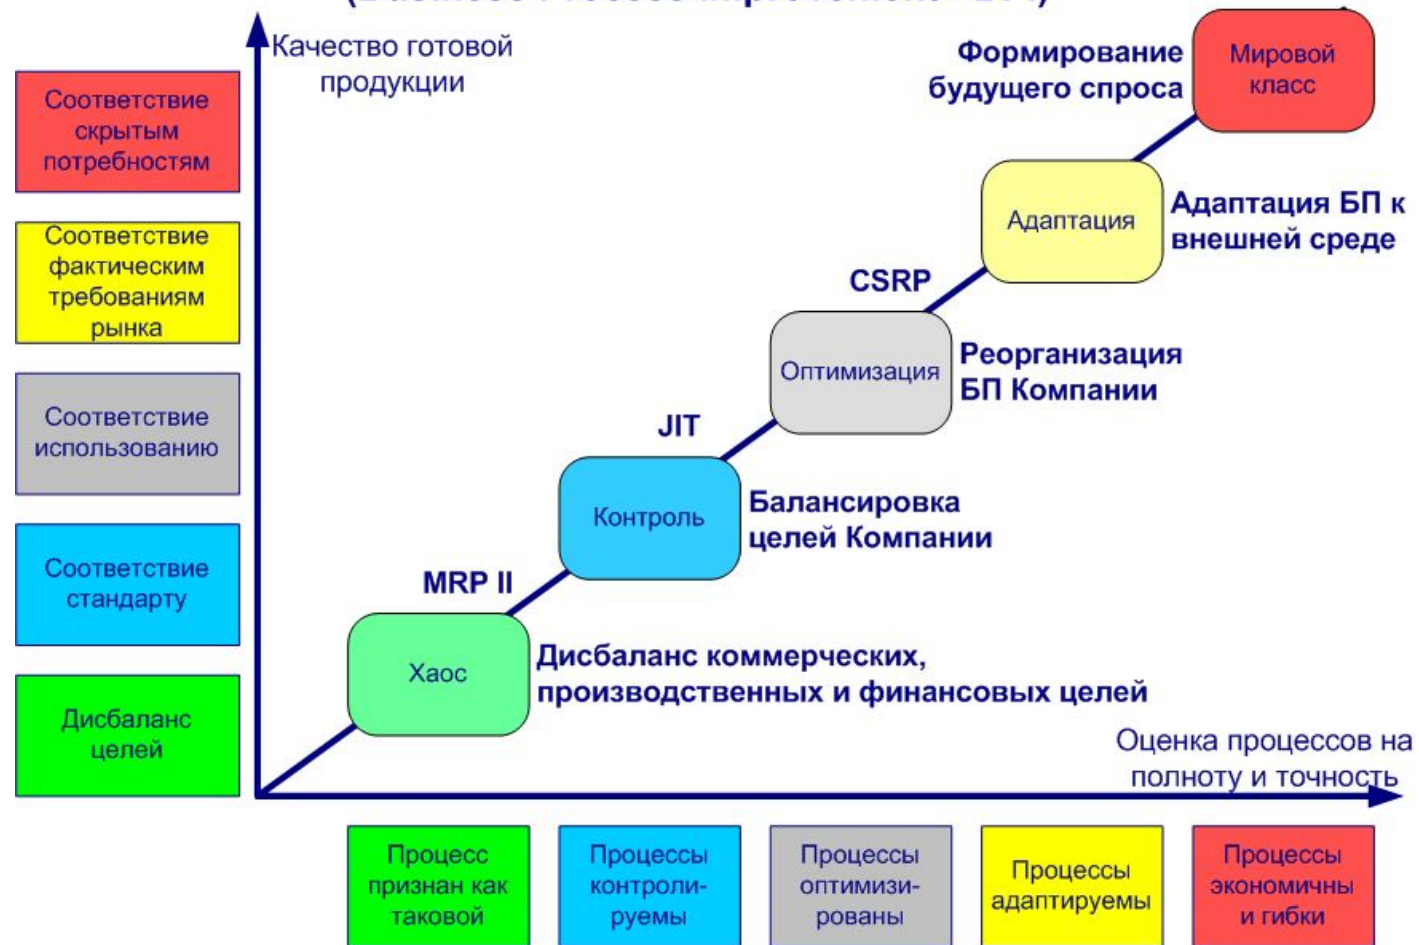 Качество готовой
продукции
Формирование
будущего спроса
Мировой
класс
Соответствие
скрытым
потребностям
Адаптация
Адаптация БП к
внешней среде
Соответствие
фактическим
требованиям
рынка
CSRP
Оптимизация
Реорганизация
БП Компании
Соответствие
использованию
JIT
Контроль
Балансировка
целей Компании
Соответствие
стандарту
MRP II
Хаос
Дисбаланс коммерческих,
производственных и финансовых целей
Дисбаланс
целей
Оценка процессов на
полноту и точность
Процесс
признан как
таковой
Процессы
контроли-
руемы
Процессы
оптимизи-
рованы
Процессы
адаптируемы
Процессы
экономичны
и гибки